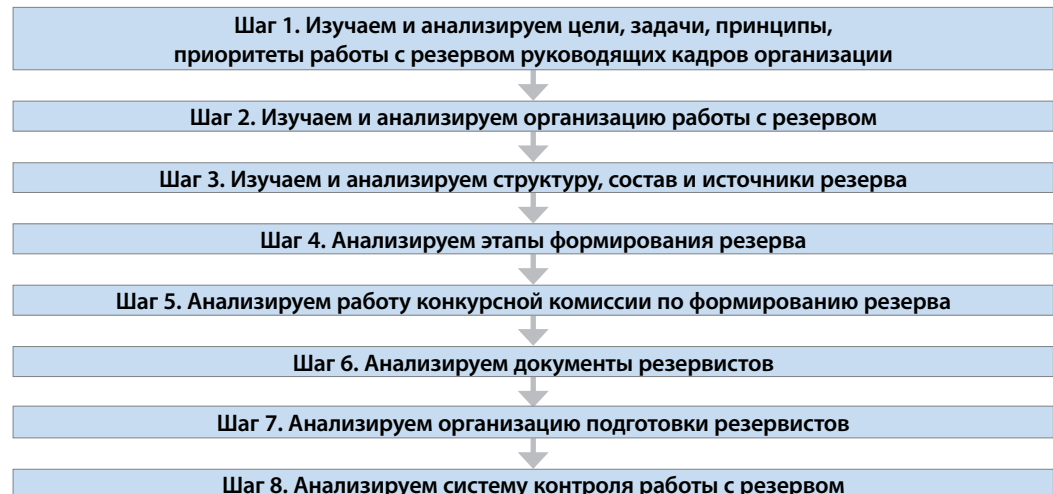 Шаг 1. Изучаем и анализируем цели, задачи, принципы,
приоритеты работы с резервом руководящих кадров организации
Шаг 2. Изучаем и анализируем организацию работы с резервом
Шаг 3. Изучаем и анализируем структуру, состав и источники резерва
Шаг 4. Анализируем этапы формирования резерва
Шаг 5. Анализируем работу конкурсной комиссии по формированию резерва
Шаг 6. Анализируем документы резервистов
Шаг 7. Анализируем организацию подготовки резервистов
Шаг 8. Анализируем систему контроля работы с резервом